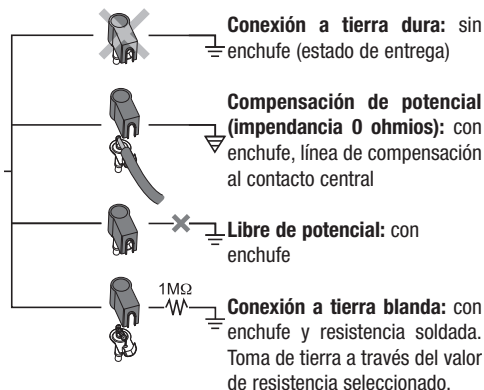 Conexión a tierra dura: sin
enchufe (estado de entrega)
Compensación de potencial
(impendancia 0 ohmios): con
enchufe, línea de compensación
al contacto central
Libre de potencial: con
enchufe
1MΩ
Conexión a tierra blanda: con
enchufe y resistencia soldada.
Toma de tierra a través del valor
de resistencia seleccionado.